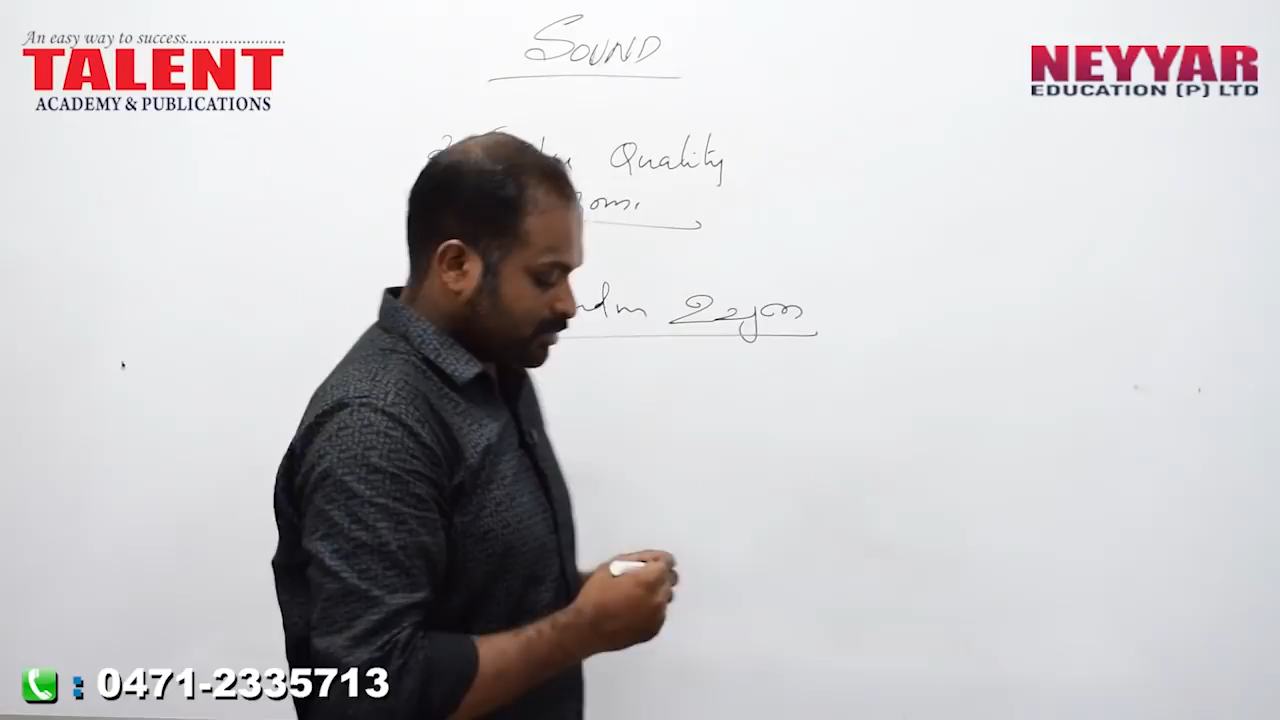 An easy way to success......................
TALENT
ACADEMY & PUBLICATIONS
NEYYAR
EDUCATION (P) LTD
SOUND
Quality
0471-2335713